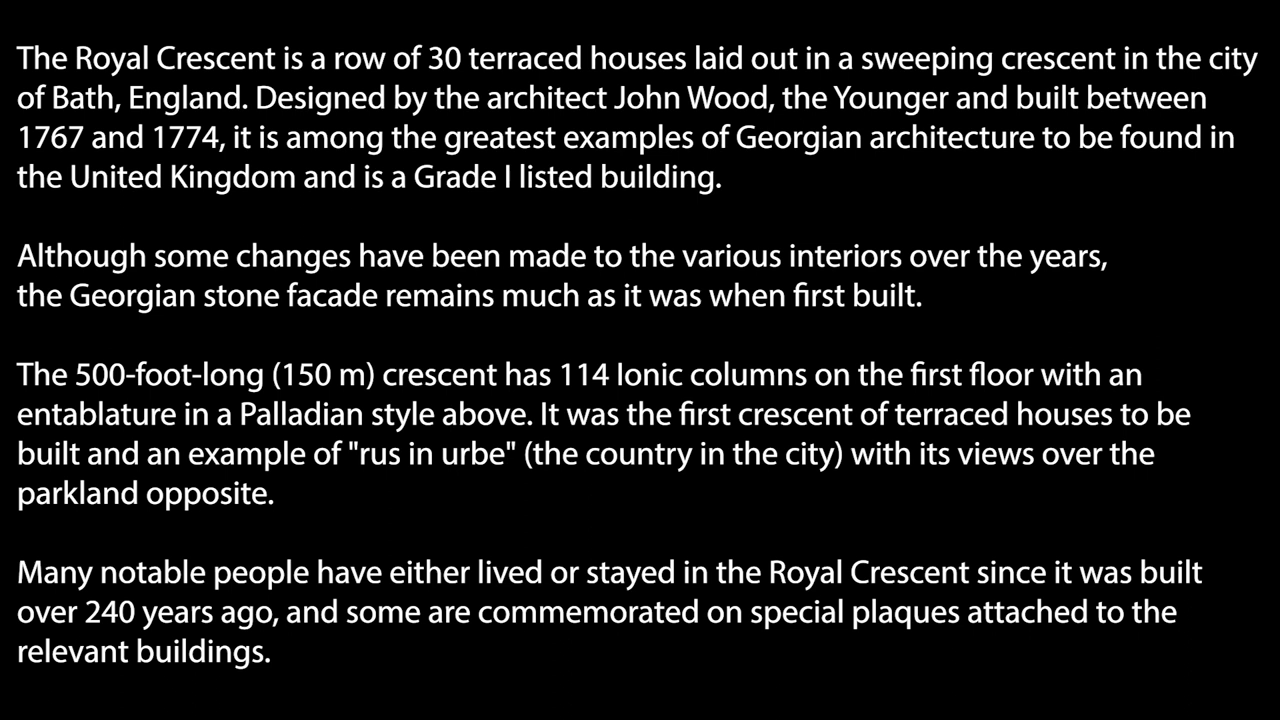 The Royal Crescent is a row of 30 terraced houses laid out in a sweeping crescent in the city
of Bath, England. Designed by the architect John Wood, the Younger and built between
1767 and 1774, it is among the greatest examples of Georgian architecture to be found in
the United Kingdom and is a Grade I listed building.
Although some changes have been made to the various interiors over the years,
the Georgian stone facade remains much as it was when first built.
The 500-foot-long (150 m) crescent has 114 Ionic columns on the first floor with an
entablature in a Palladian style above. It was the first crescent of terraced houses to be
built and an example of "rus in urbe" (the country in the city) with its views over the
parkland opposite.
Many notable people have either lived or stayed in the Royal Crescent since it was built
over 240 years ago, and some are commemorated on special plaques attached to the
relevant buildings.